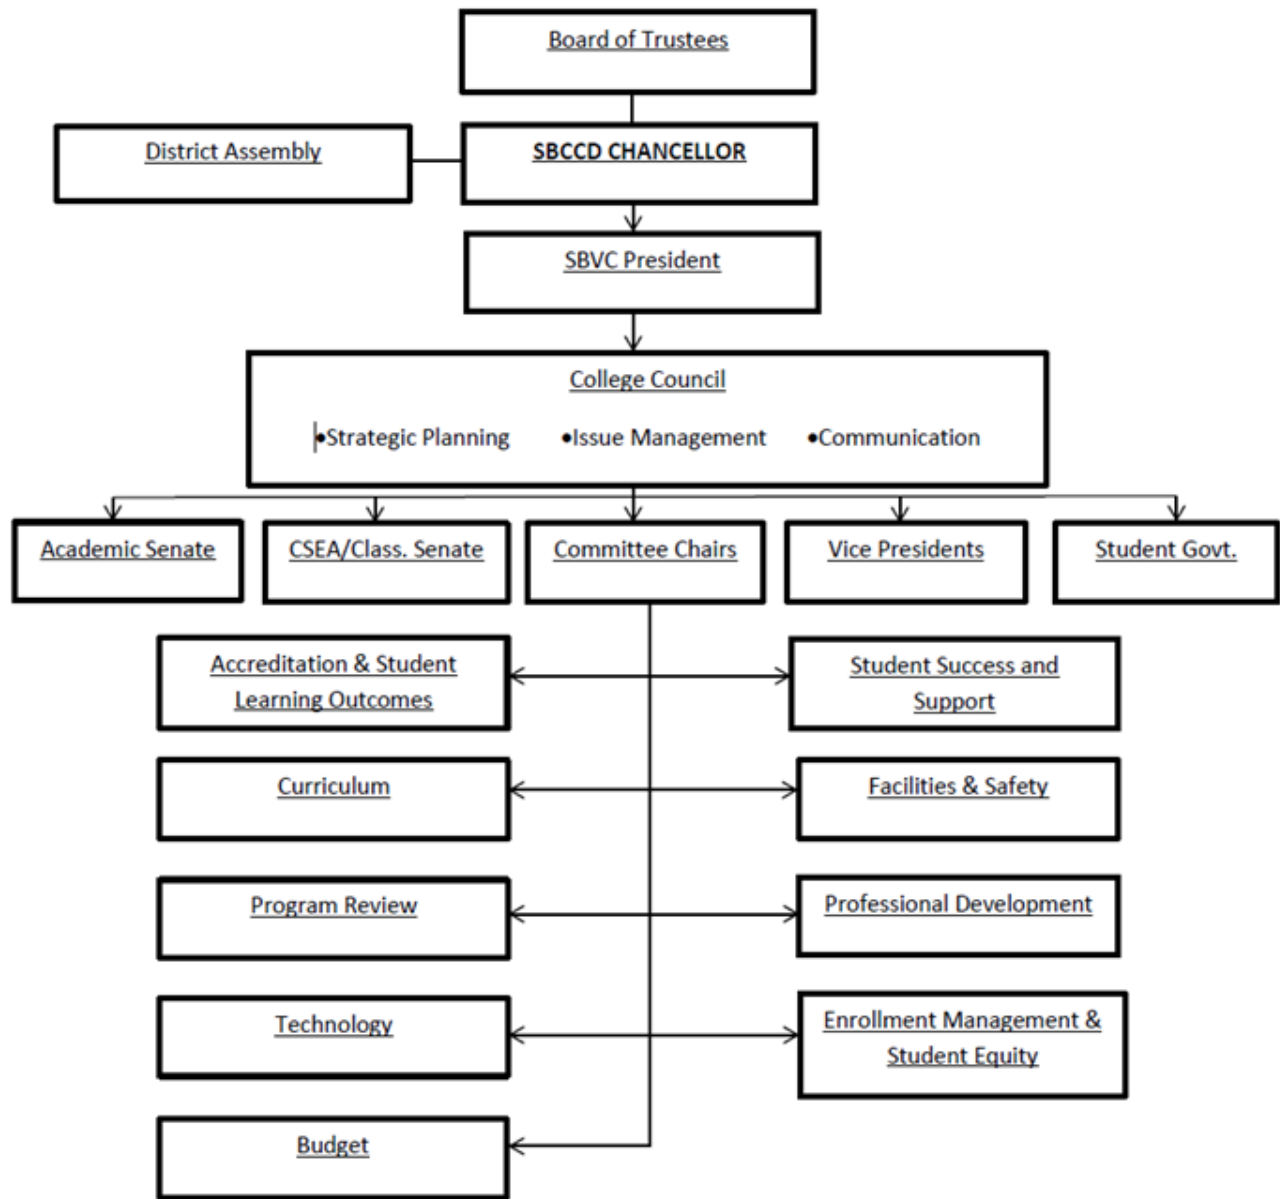 Board of Trustees
District Assembly
SBCCD CHANCELLOR
SBVC President
College Council
•Strategic Planning •Issue Management •Communication
Academic Senate
CSEA/Class. Senate
Committee Chairs
Vice Presidents
Student Govt.
Accreditation & Student
Learning Outcomes
Student Success and
Support
Curriculum
Facilities & Safety
Program Review
Professional Development
Technology
Enrollment Management &
Student Equity
Budget